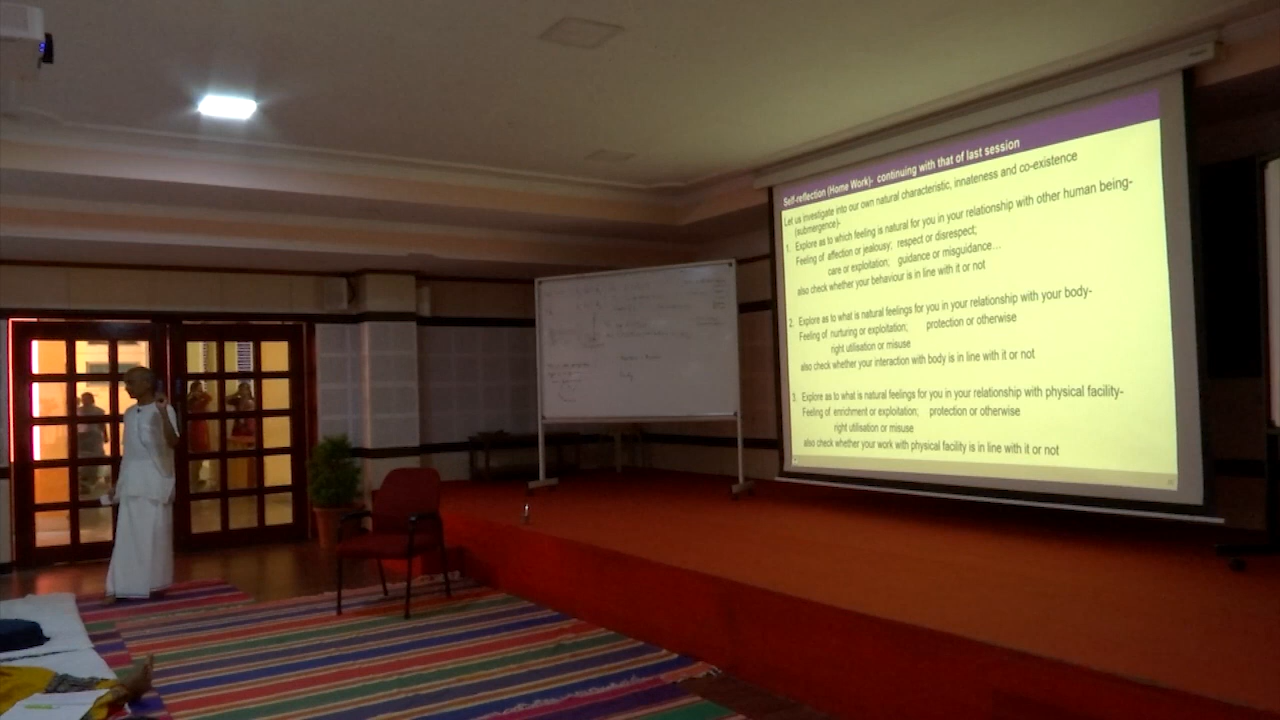 Self-reflection (Home Work)- continuing with that of last session
Let us investigate into our own natural characteristic, innateness and co-existence
(submergence)-
1. Explore as to which feeling is natural for you in your relationship with other human being-
Feeling of affection or jealousy; respect or disrespect;
care or exploitation; guidance or misguidance...
also check whether your behaviour is in line with it or not
2. Explore as to what is natural feelings for you in your relationship with your body-
Feeling of nurturing or exploitation; protection or otherwise
right utilisation or misuse
also check whether your interaction with body is in line with it or not
3. Explore as to what is natural feelings for you in your relationship with physical facility-
Feeling of enrichment or exploitation; protection or otherwise
right utilisation or misuse
also check whether your work with physical facility is in line with it or not